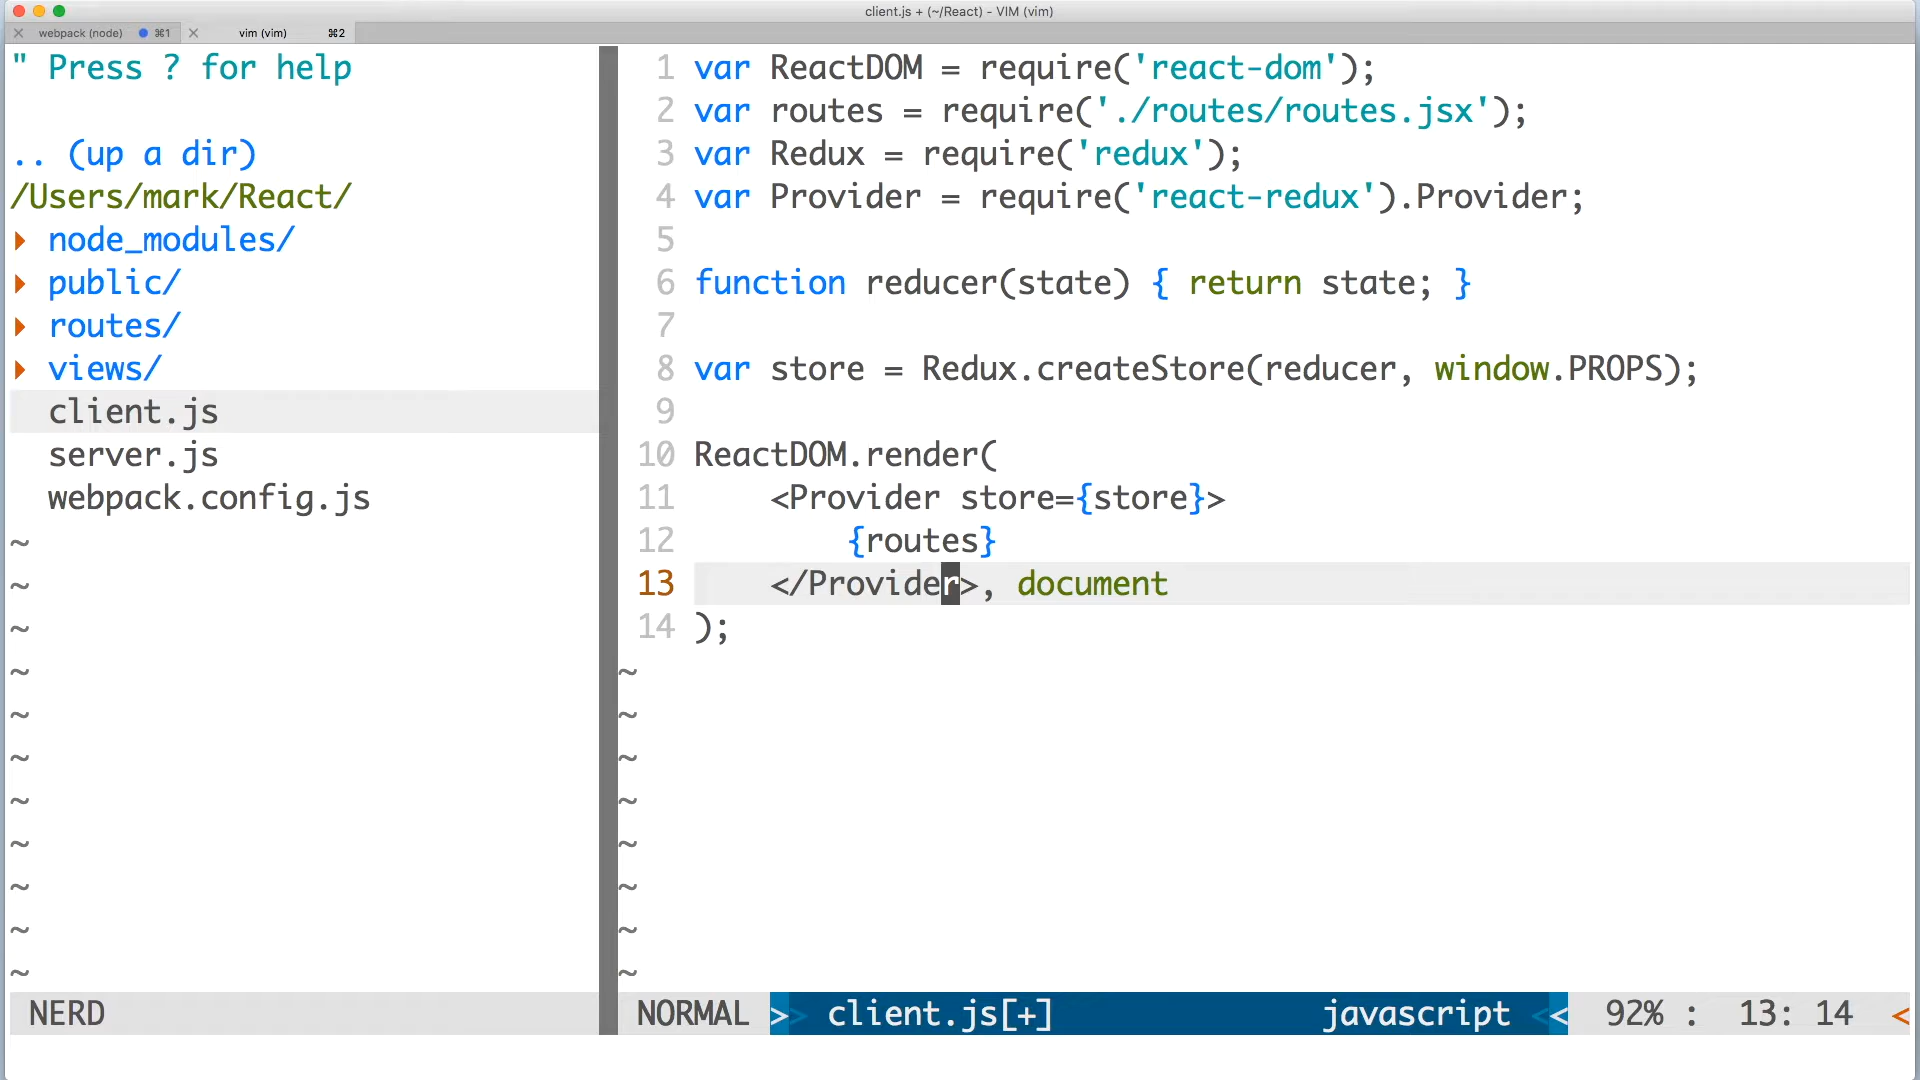 client.js + (~/React) - VIM (vim)
webpack (node) ⌘1
vim (vim) ⌘2
" Press ? for help
.. (up a dir)
/Users/mark/React/
node_modules/
public/
routes/
views/
client.js
server.js
webpack.config.js
~
~
~
~
~
~
~
~
~
~
~
NERD
1 var ReactDOM = require('react-dom');
2 var routes = require('./routes/routes.jsx');
3 var Redux = require('redux');
4 var Provider = require('react-redux').Provider;
5
6 function reducer(state) { return state; }
7
8 var store = Redux.createStore(reducer, window.PROPS);
9
10 ReactDOM.render(
11     <Provider store={store}>
12         {routes}
13     </Provider>, document
14 );
~
~
~
~
~
~
~
~
NORMAL >> client.js[+] javascript << 92% : 13: 14 <